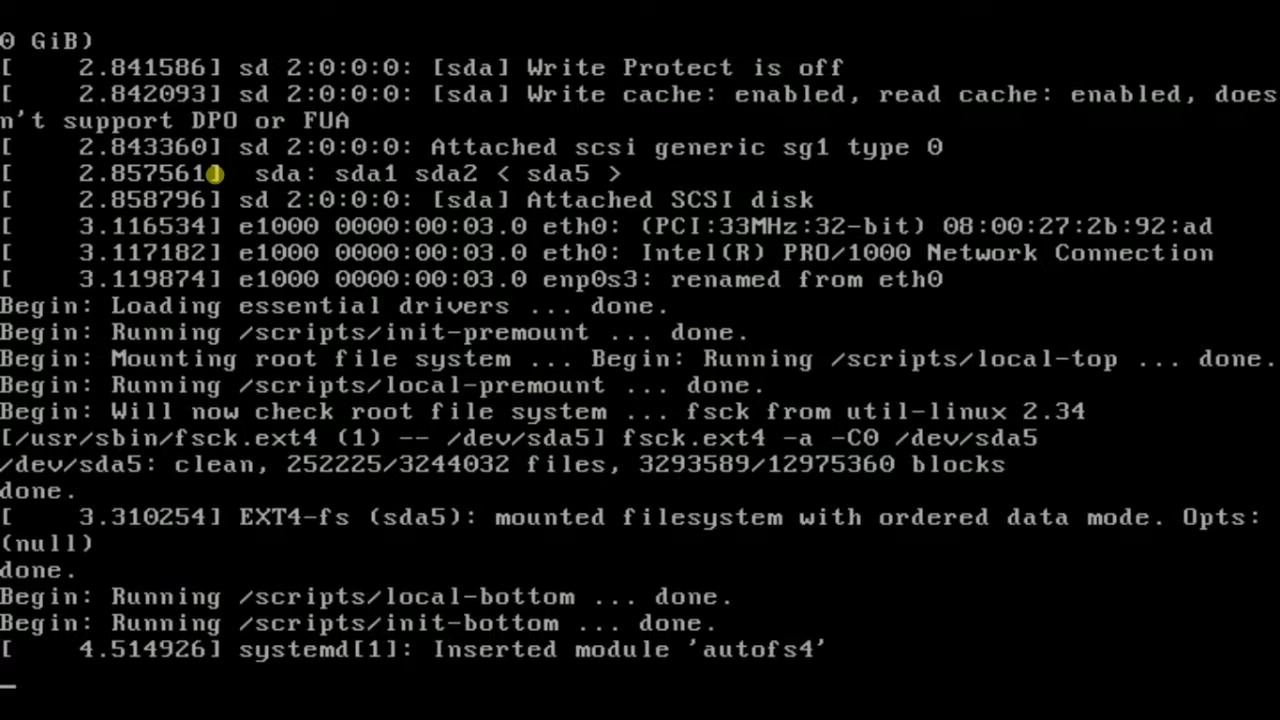 0 GiB)
[    2.841586] sd 2:0:0:0: [sda] Write Protect is off
[    2.842093] sd 2:0:0:0: [sda] Write cache: enabled, read cache: enabled, does
n't support DPO or FUA
[    2.843360] sd 2:0:0:0: Attached scsi generic sg1 type 0
[    2.857561]  sda: sda1 sda2 < sda5 >
[    2.858796] sd 2:0:0:0: [sda] Attached SCSI disk
[    3.116534] e1000 0000:00:03.0 eth0: (PCI:33MHz:32-bit) 08:00:27:2b:92:ad
[    3.117182] e1000 0000:00:03.0 eth0: Intel(R) PRO/1000 Network Connection
[    3.119874] e1000 0000:00:03.0 enp0s3: renamed from eth0
Begin: Loading essential drivers ... done.
Begin: Running /scripts/init-premount ... done.
Begin: Mounting root file system ... Begin: Running /scripts/local-top ... done.
Begin: Running /scripts/local-premount ... done.
Begin: Will now check root file system ... fsck from util-linux 2.34
[/usr/sbin/fsck.ext4 (1) -- /dev/sda5] fsck.ext4 -a -C0 /dev/sda5
/dev/sda5: clean, 252225/3244032 files, 3293589/12975360 blocks
done.
[    3.310254] EXT4-fs (sda5): mounted filesystem with ordered data mode. Opts:
(null)
done.
Begin: Running /scripts/local-bottom ... done.
Begin: Running /scripts/init-bottom ... done.
[    4.514926] systemd[1]: Inserted module 'autofs4'